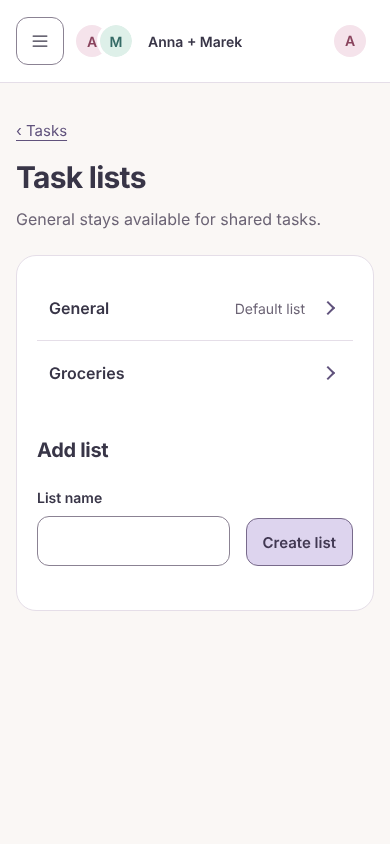 A M Anna + Marek A
‹ Tasks
Task lists
General stays available for shared tasks.
General Default list
Groceries
Add list
List name
Create list